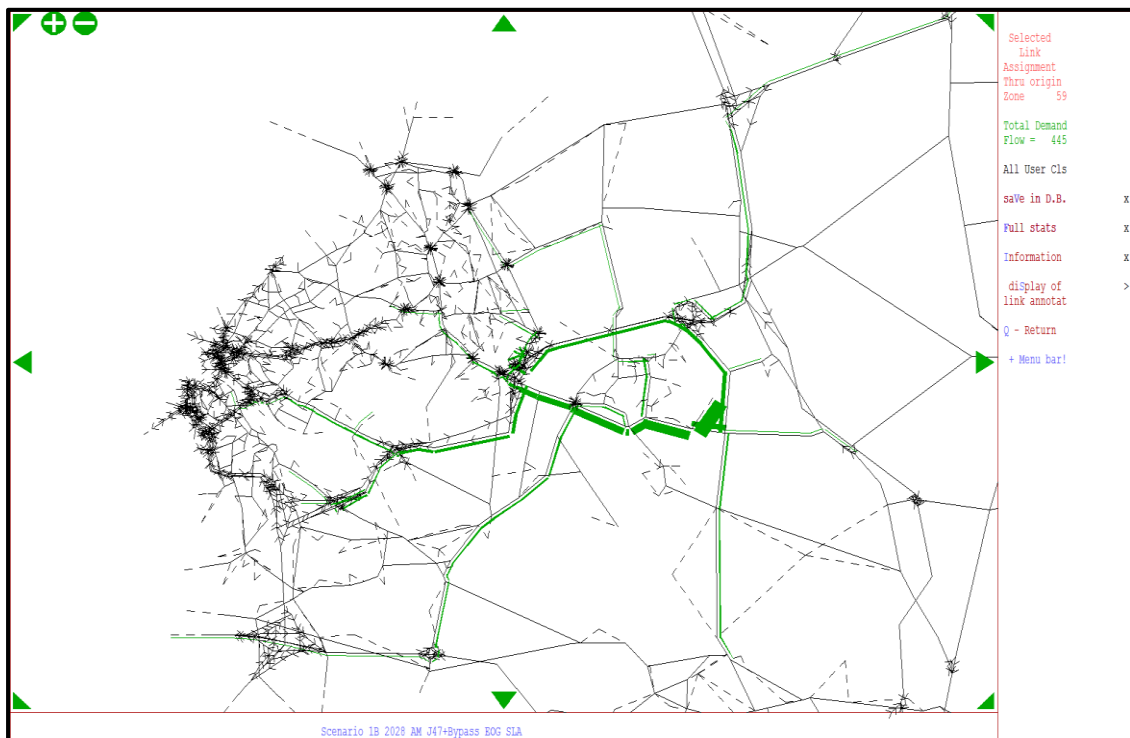 Selected
Link
Assignment
Thru origin
Zone 59
Total Demand
Flow = 445
All User Cls
saVe in D.B. x
Full stats x
Information x
diSplay of >
link annotat
Q - Return
+ Menu bar!
Scenario 1B 2028 AM J47+Bypass EOG SLA